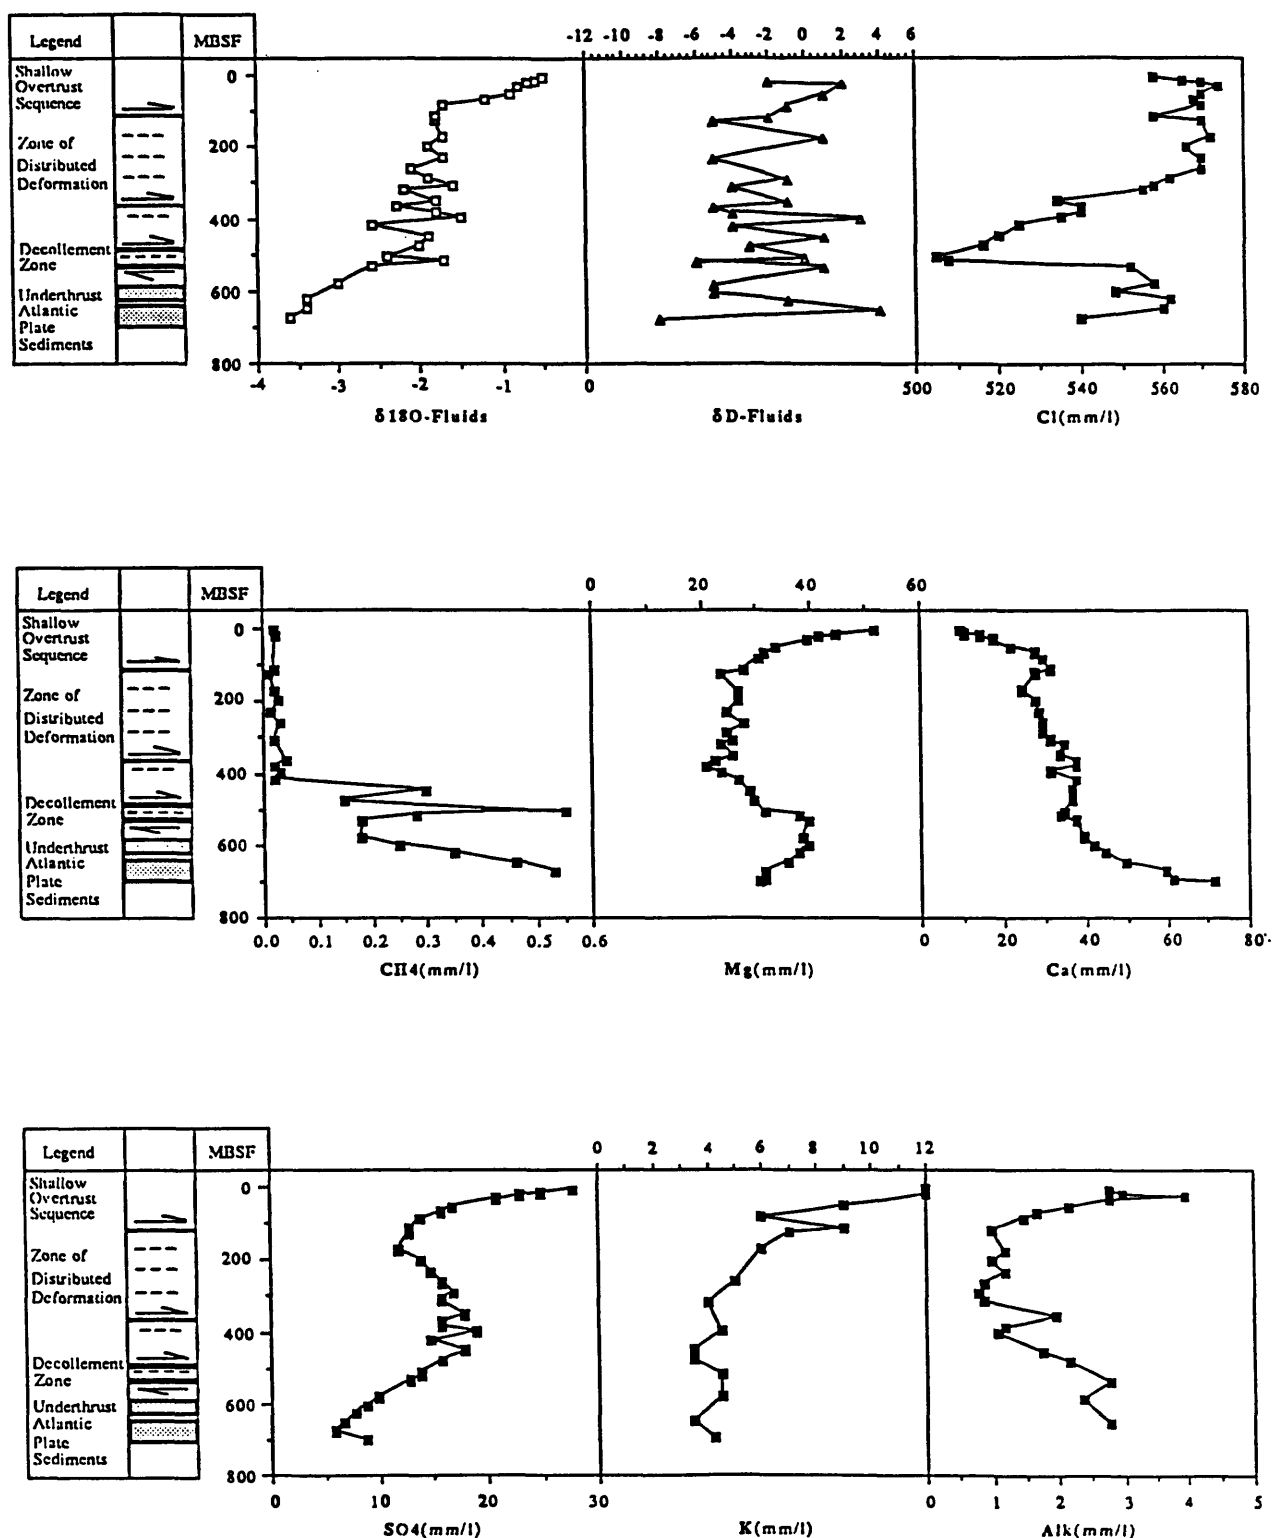 -12 -10 -8 -6 -4 -2 0 2 4 6
Legend MBSF
Shallow
Overtrust
Sequence
Zone of
Distributed
Deformation
Decollement
Zone
Underthrust
Atlantic
Plate
Sediments
0
200
400
600
800
-4 -3 -2 -1 0
500 520 540 560 580
δ18O-Fluids δD-Fluids Cl(mm/l)
0 20 40 60
Legend MBSF
Shallow
Overtrust
Sequence
Zone of
Distributed
Deformation
Decollement
Zone
Underthrust
Atlantic
Plate
Sediments
0
200
400
600
800
0.0 0.1 0.2 0.3 0.4 0.5 0.6
0 20 40 60 80
CH4(mm/l) Mg(mm/l) Ca(mm/l)
0 2 4 6 8 10 12
Legend MBSF
Shallow
Overtrust
Sequence
Zone of
Distributed
Deformation
Decollement
Zone
Underthrust
Atlantic
Plate
Sediments
0
200
400
600
800
0 10 20 30
0 1 2 3 4 5
SO4(mm/l) K(mm/l) Alk(mm/l)